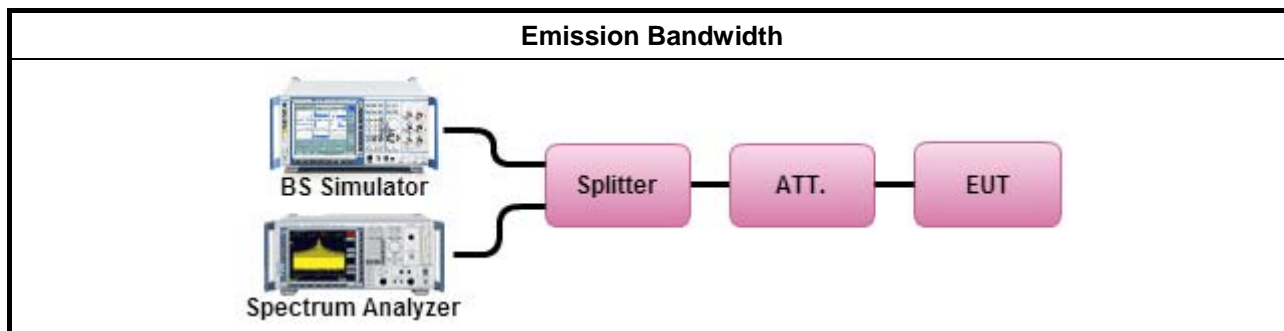 Emission Bandwidth
BS Simulator
Splitter
ATT.
EUT
Spectrum Analyzer